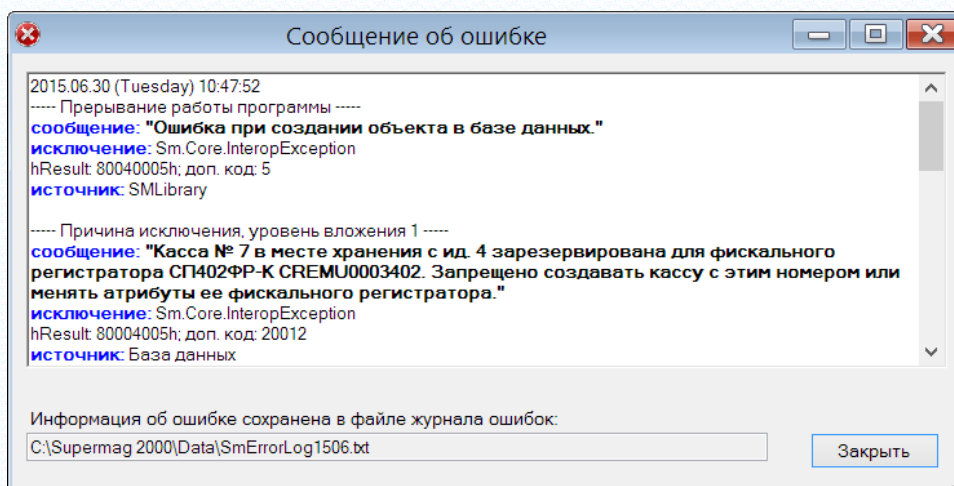 Сообщение об ошибке
2015.06.30 (Tuesday) 10:47:52
----- Прерывание работы программы -----
сообщение: "Ошибка при создании объекта в базе данных."
исключение: Sm.Core.InteropException
hResult: 80040005h; доп. код: 5
источник: SMLibrary
----- Причина исключения, уровень вложения 1 -----
сообщение: "Касса № 7 в месте хранения с ид. 4 зарезервирована для фискального
регистратора СП402ФР-К CREMU0003402. Запрещено создавать кассу с этим номером или
менять атрибуты ее фискального регистратора."
исключение: Sm.Core.InteropException
hResult: 80004005h; доп. код: 20012
источник: База данных
Информация об ошибке сохранена в файле журнала ошибок:
C:\Supermag 2000\Data\SmErrorLog1506.txt
Закрыть